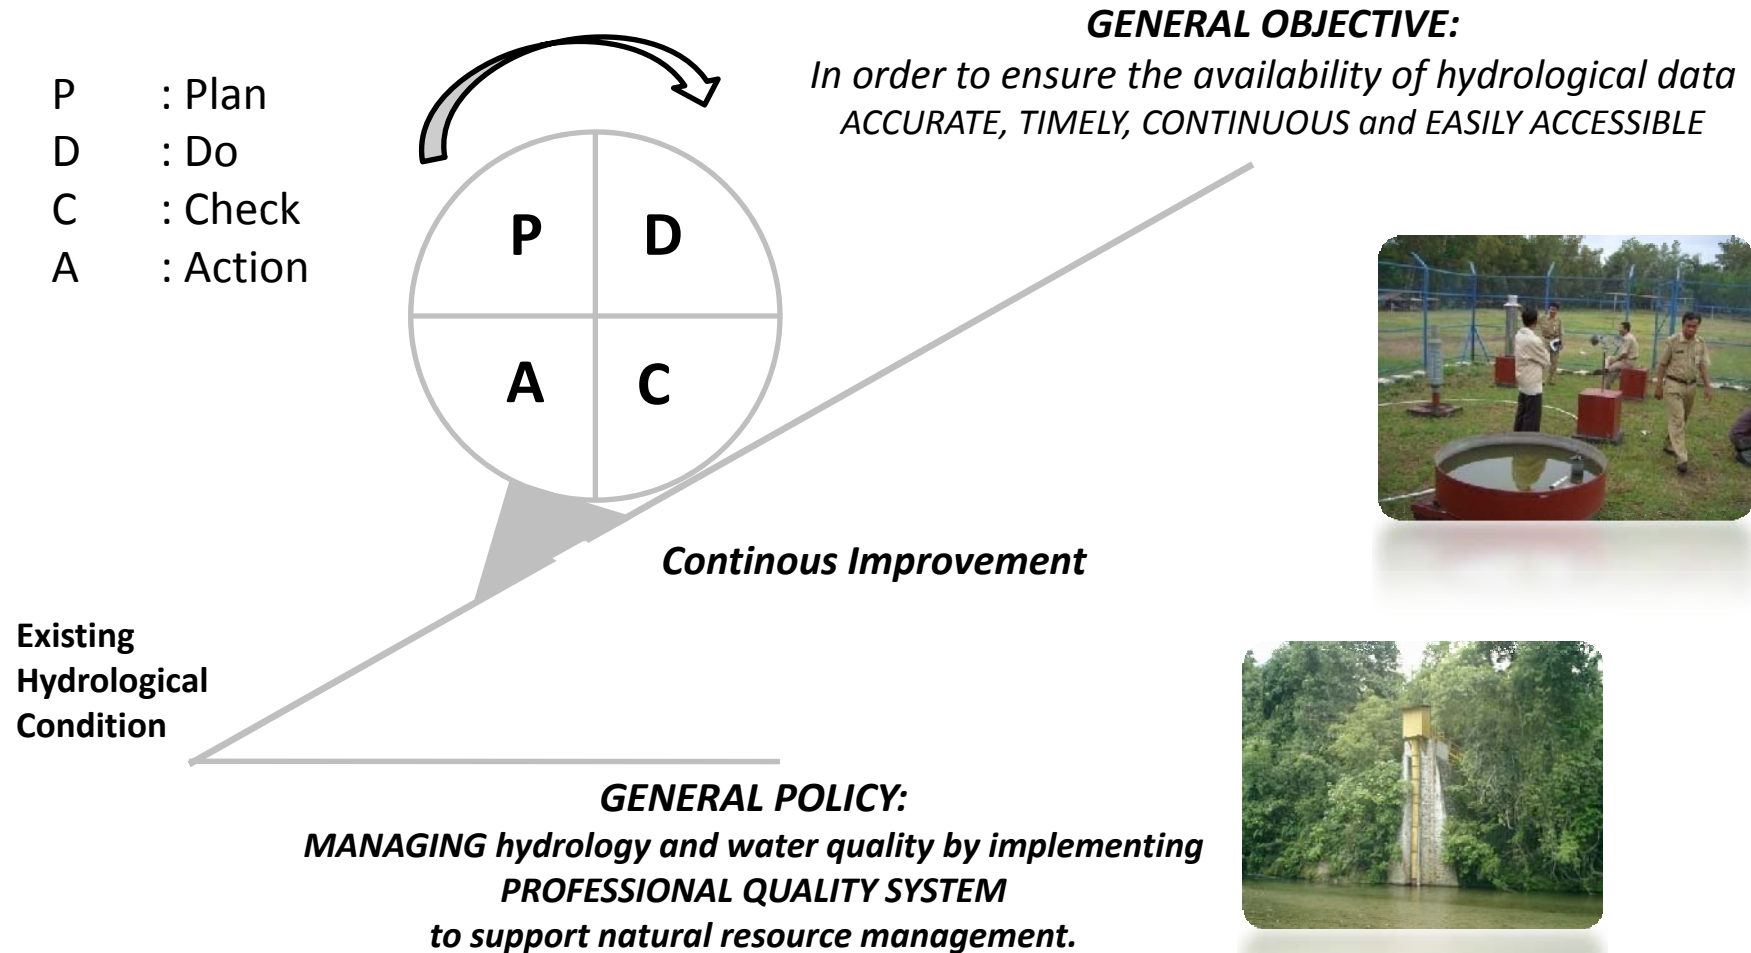 GENERAL OBJECTIVE:
In order to ensure the availability of hydrological data
ACCURATE, TIMELY, CONTINUOUS and EASILY ACCESSIBLE
P : Plan
D : Do
C : Check
A : Action
P D
A C
Continous Improvement
Existing
Hydrological
Condition
GENERAL POLICY:
MANAGING hydrology and water quality by implementing
PROFESSIONAL QUALITY SYSTEM
to support natural resource management.